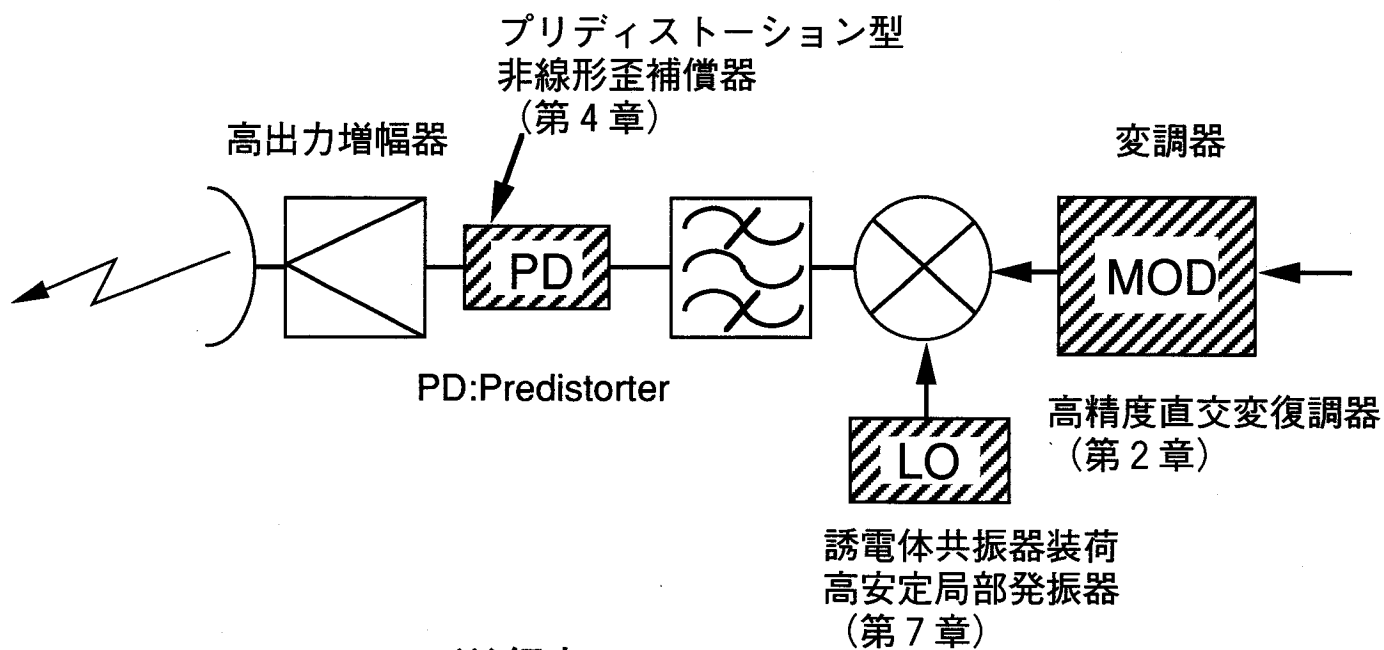 プリディストーション型
非線形歪補償器
（第４章）
高出力増幅器
変調器
PD
MOD
PD:Predistorter
LO
高精度直交変復調器
（第２章）
誘電体共振器装荷
高安定局部発振器
（第７章）